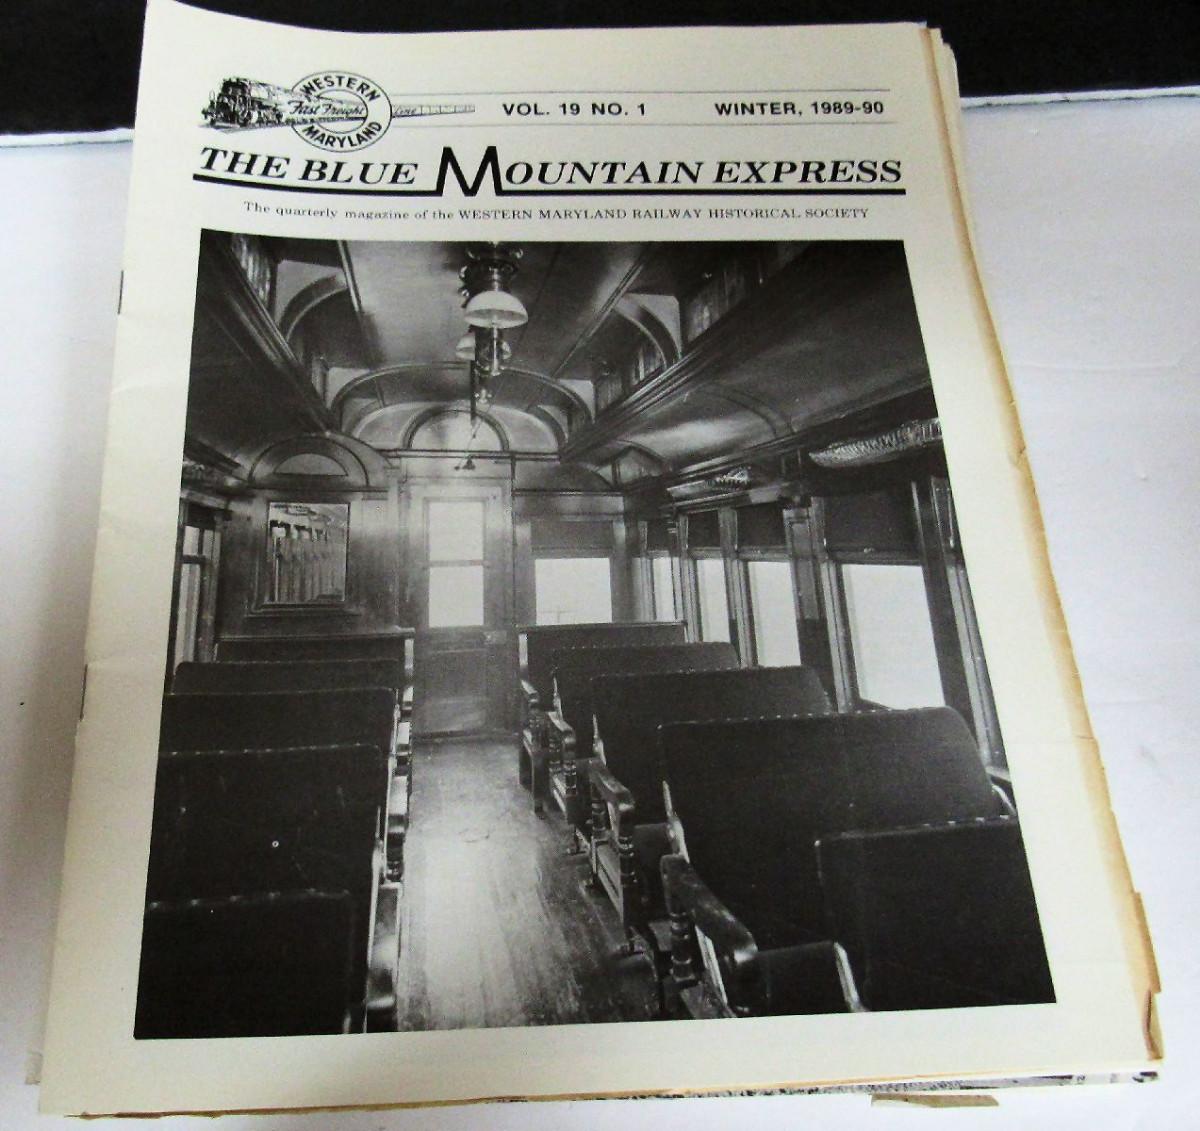 WESTERN
Fast Freight Line
MARYLAND
VOL. 19 NO. 1 WINTER, 1989-90
THE BLUE MOUNTAIN EXPRESS
The quarterly magazine of the WESTERN MARYLAND RAILWAY HISTORICAL SOCIETY